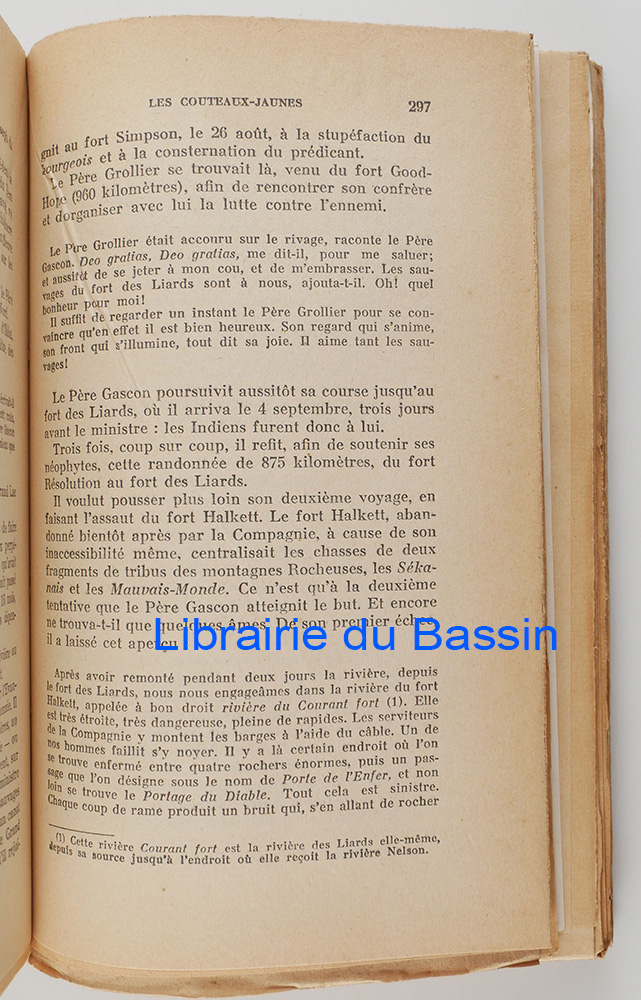 LES COUTEAUX-JAUNES
297
gnit au fort Simpson, le 26 août, à la stupéfaction du
bourgeois et à la consternation du prédicant.
Le Père Grollier se trouvait là, venu du fort Good-
Hope (960 kilomètres), afin de rencontrer son confrère
et dorganiser avec lui la lutte contre l'ennemi.
Le Père Grollier était accouru sur le rivage, raconte le Père
Gascon. Deo gratias, Deo gratias, me dit-il, pour me saluer;
et aussitôt de se jeter à mon cou, et de m'embrasser. Les sau-
vages du fort des Liards sont à nous, ajouta-t-il. Oh! quel
bonheur pour moi!
Il suffit de regarder un instant le Père Grollier pour se con-
vaincre qu'en effet il est bien heureux. Son regard qui s'anime,
son front qui s'illumine, tout dit sa joie. Il aime tant les sau-
vages!
Le Père Gascon poursuivit aussitôt sa course jusqu'au
fort des Liards, où il arriva le 4 septembre, trois jours
avant le ministre : les Indiens furent donc à lui.
Trois fois, coup sur coup, il refit, afin de soutenir ses
néophytes, cette randonnée de 875 kilomètres, du fort
Résolution au fort des Liards.
Il voulut pousser plus loin son deuxième voyage, en
faisant l'assaut du fort Halkett. Le fort Halkett, aban-
donné bientôt après par la Compagnie, à cause de son
inaccessibilité même, centralisait les chasses de deux
fragments de tribus des montagnes Rocheuses, les Séka-
nais et les Mauvais-Monde. Ce n'est qu'à la deuxième
tentative que le Père Gascon atteignit le but. Et encore
ne trouva-t-il que quelques âmes. De son premier échec,
il a laissé cet aperçu
Librairie du Bassin
Après avoir remonté pendant deux jours la rivière, depuis
le fort des Liards, nous nous engageâmes dans la rivière du fort
Halkett, appelée à bon droit rivière du Courant fort (1). Elle
est très étroite, très dangereuse, pleine de rapides. Les serviteurs
de la Compagnie y montent les barges à l'aide du câble. Un de
nos hommes faillit s'y noyer. Il y a là certain endroit où l'on
se trouve enfermé entre quatre rochers énormes, puis un pas-
sage que l'on désigne sous le nom de Porte de l'Enfer, et non
loin se trouve le Portage du Diable. Tout cela est sinistre.
Chaque coup de rame produit un bruit qui, s'en allant de rocher
(1) Cette rivière Courant fort est la rivière des Liards elle-même,
depuis sa source jusqu'à l'endroit où elle reçoit la rivière Nelson.